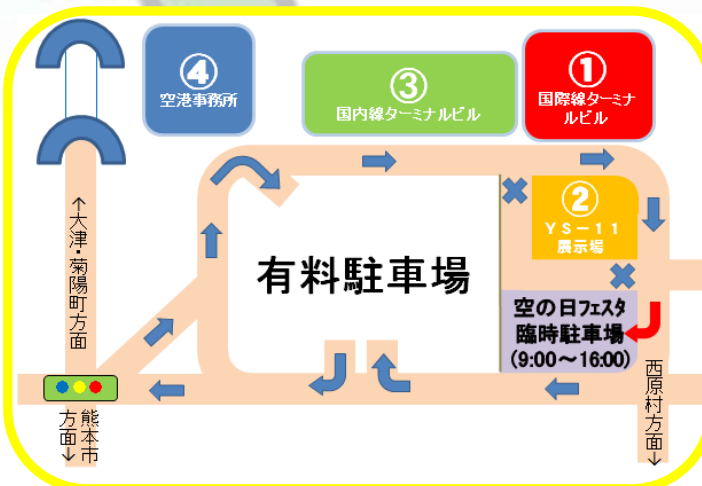 ④
空港事務所
③
国内線ターミナルビル
①
国際線ターミナ
ルビル
②
ＹＳ－１１
展示場
↑大津・菊陽町方面
有料駐車場
空の日フェスタ
臨時駐車場
(9:00～16:00)
熊本市
方面↓
西原村方面↓